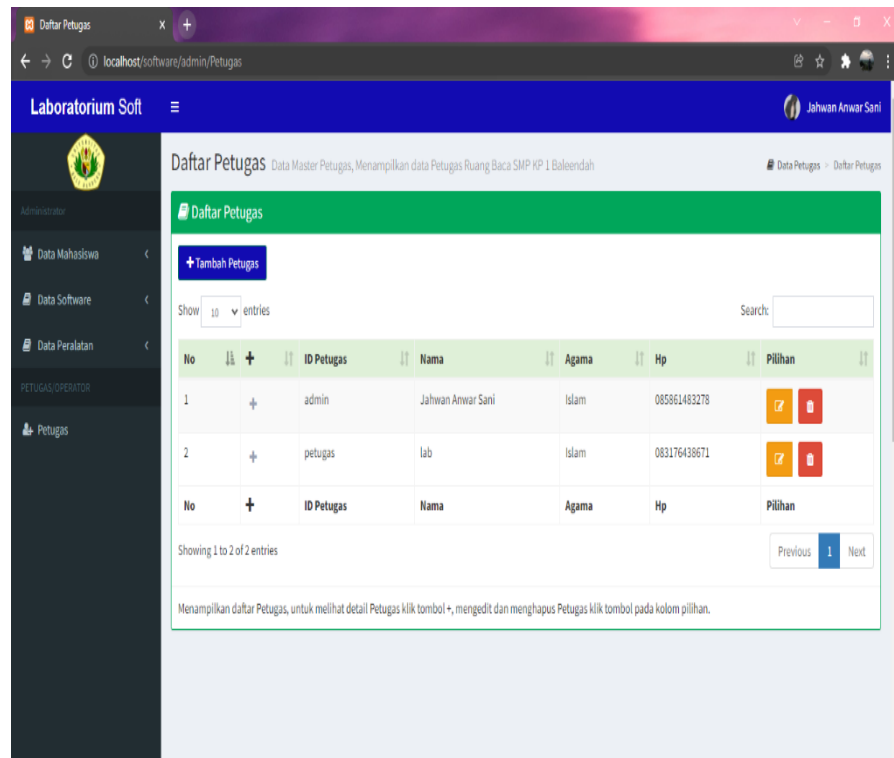 Daftar Petugas
localhost/software/admin/Petugas
Laboratorium Soft
Jahwan Anwar Sani
Daftar Petugas Data Master Petugas, Menampilkan data Petugas Ruang Baca SMP KP 1 Baleendah
Data Petugas > Daftar Petugas
Administrator
Data Mahasiswa
Data Software
Data Peralatan
PETUGAS/OPERATOR
Petugas
Daftar Petugas
+ Tambah Petugas
Show 10 entries
Search:
No + ID Petugas Nama Agama Hp Pilihan
1 + admin Jahwan Anwar Sani Islam 085861483278
2 + petugas lab Islam 083176438671
No + ID Petugas Nama Agama Hp Pilihan
Showing 1 to 2 of 2 entries
Previous 1 Next
Menampilkan daftar Petugas, untuk melihat detail Petugas klik tombol +, mengedit dan menghapus Petugas klik tombol pada kolom pilihan.